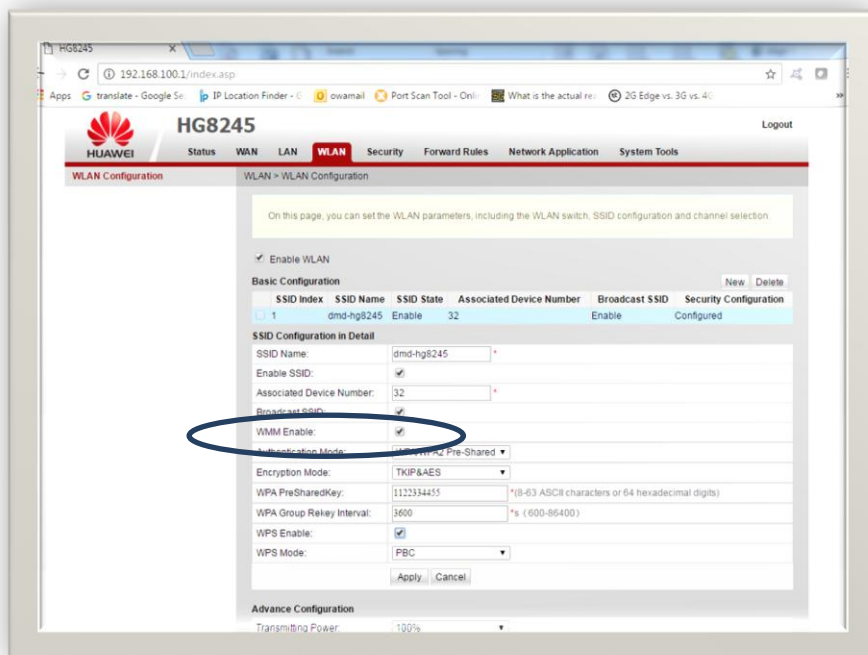 HG8245
192.168.100.1/index.asp
Apps translate - Google Se IP Location Finder - owamail Port Scan Tool - Onli What is the actual re 2G Edge vs. 3G vs. 4G »
HUAWEI HG8245 Logout
Status WAN LAN WLAN Security Forward Rules Network Application System Tools
WLAN Configuration WLAN > WLAN Configuration
On this page, you can set the WLAN parameters, including the WLAN switch, SSID configuration and channel selection.
Enable WLAN
Basic Configuration New Delete
SSID Index SSID Name SSID State Associated Device Number Broadcast SSID Security Configuration
1 dmd-hg8245 Enable 32 Enable Configured
SSID Configuration in Detail
SSID Name: dmd-hg8245 *
Enable SSID:
Associated Device Number: 32 *
Broadcast SSID:
WMM Enable:
Authentication Mode: WPA/WPA2 Pre-Shared
Encryption Mode: TKIP&AES
WPA PreSharedKey: 1122334455 *(8-63 ASCII characters or 64 hexadecimal digits)
WPA Group Rekey Interval: 3600 *s (600-86400)
WPS Enable:
WPS Mode: PBC
Apply Cancel
Advance Configuration
Transmitting Power: 100%